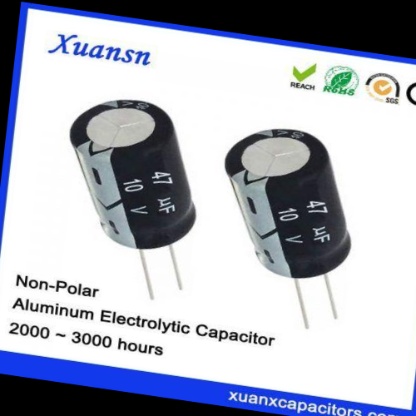 Xuansn
REACH
RoHS
SGS
47 µF
10 V
47 µF
10 V
Non-Polar
Aluminum Electrolytic Capacitor
2000 ~ 3000 hours
xuanxcapacitors.com